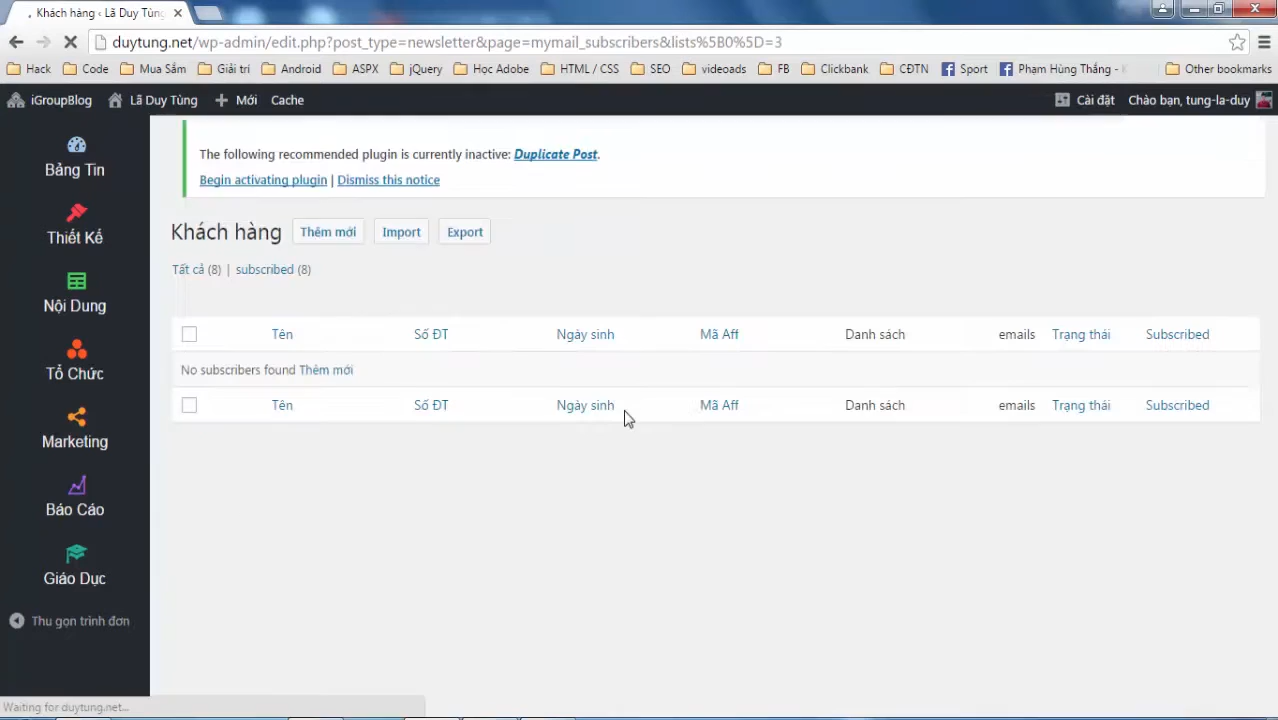 Khách hàng ‹ Lã Duy Tùng
duytung.net/wp-admin/edit.php?post_type=newsletter&page=mymail_subscribers&lists%5B0%5D=3
Hack Code Mua Sắm Giải trí Android ASPX jQuery Học Adobe HTML / CSS SEO videoads FB Clickbank CĐTN Sport Phạm Hùng Thắng - Other bookmarks
iGroupBlog Lã Duy Tùng Mới Cache Cài đặt Chào bạn, tung-la-duy
Bảng Tin
Thiết Kế
Nội Dung
Tổ Chức
Marketing
Báo Cáo
Giáo Dục
Thu gọn trình đơn
The following recommended plugin is currently inactive: Duplicate Post.
Begin activating plugin | Dismiss this notice
Khách hàng Thêm mới Import Export
Tất cả (8) | subscribed (8)
Tên Số ĐT Ngày sinh Mã Aff Danh sách emails Trạng thái Subscribed
No subscribers found Thêm mới
Tên Số ĐT Ngày sinh Mã Aff Danh sách emails Trạng thái Subscribed
Waiting for duytung.net...